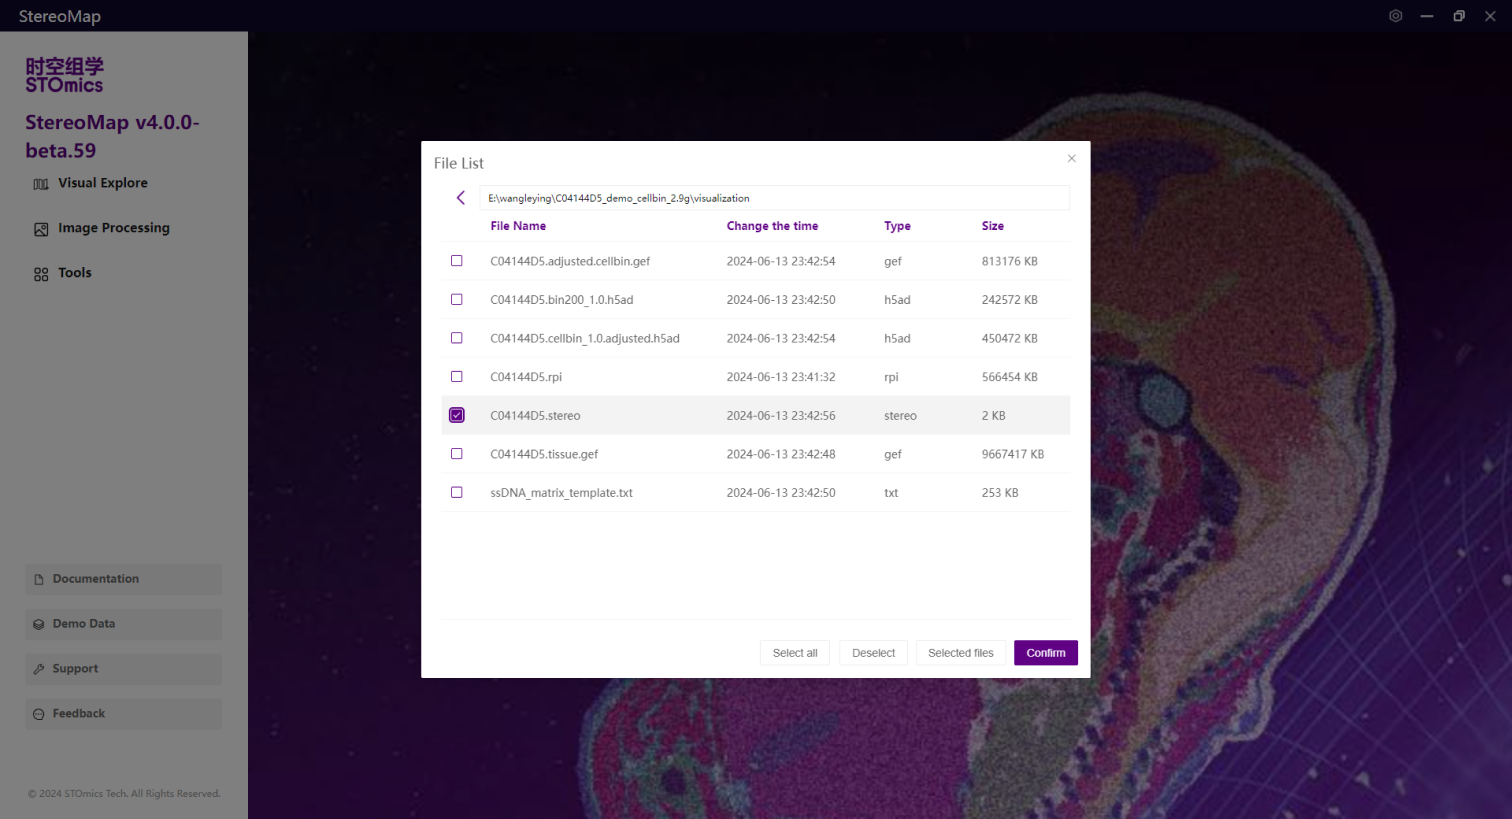 StereoMap
时空组学
STOmics
StereoMap v4.0.0-
beta.59
Visual Explore
Image Processing
Tools
Documentation
Demo Data
Support
Feedback
© 2024 STOmics Tech. All Rights Reserved.
File List
E:\wangleying\C04144D5_demo_cellbin_2.9g\visualization
File Name Change the time Type Size
C04144D5.adjusted.cellbin.gef 2024-06-13 23:42:54 gef 813176 KB
C04144D5.bin200_1.0.h5ad 2024-06-13 23:42:50 h5ad 242572 KB
C04144D5.cellbin_1.0.adjusted.h5ad 2024-06-13 23:42:54 h5ad 450472 KB
C04144D5.rpi 2024-06-13 23:41:32 rpi 566454 KB
C04144D5.stereo 2024-06-13 23:42:56 stereo 2 KB
C04144D5.tissue.gef 2024-06-13 23:42:48 gef 9667417 KB
ssDNA_matrix_template.txt 2024-06-13 23:42:50 txt 253 KB
Select all Deselect Selected files Confirm